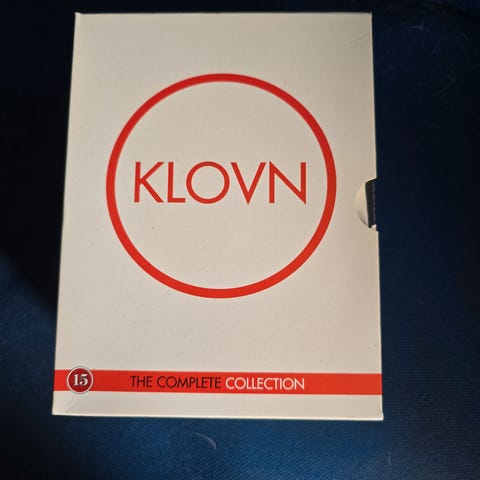 KLOVN
15 THE COMPLETE COLLECTION